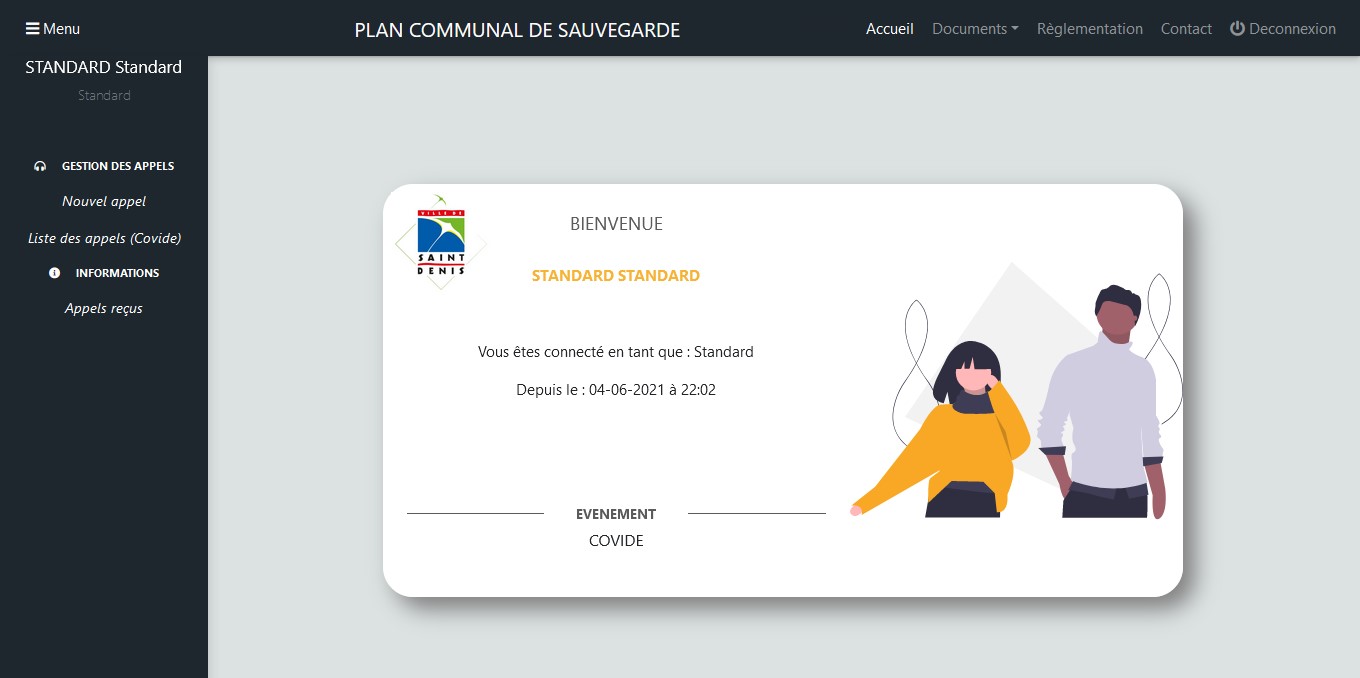 Menu
PLAN COMMUNAL DE SAUVEGARDE
Accueil
Documents
Règlementation
Contact
Deconnexion
STANDARD Standard
Standard
GESTION DES APPELS
Nouvel appel
Liste des appels (Covide)
INFORMATIONS
Appels reçus
VILLE DE
SAINT
DENIS
BIENVENUE
STANDARD STANDARD
Vous êtes connecté en tant que : Standard
Depuis le : 04-06-2021 à 22:02
EVENEMENT
COVIDE